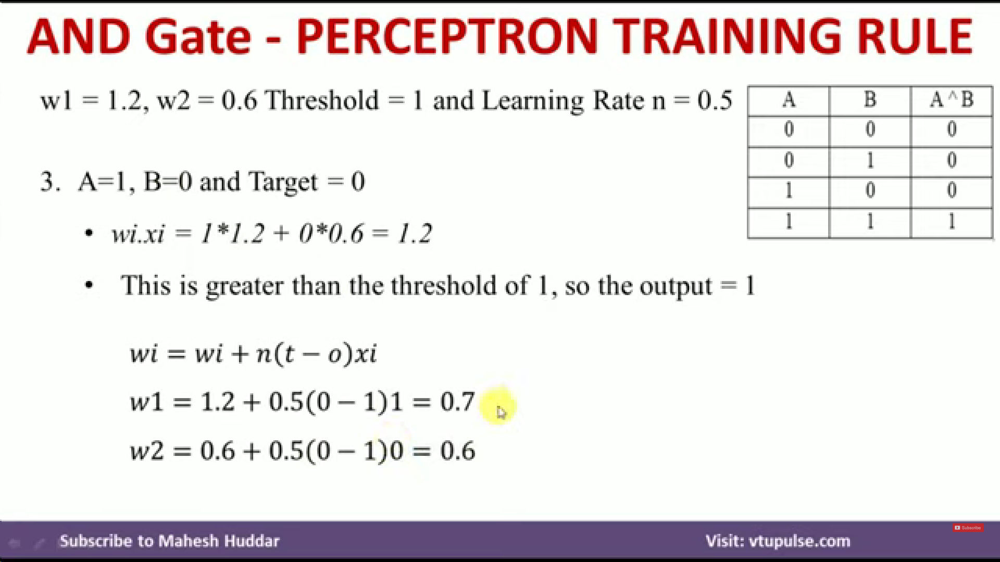 AND Gate - PERCEPTRON TRAINING RULE
w1 = 1.2, w2 = 0.6 Threshold = 1 and Learning Rate n = 0.5
A B A ^ B
0 0 0
0 1 0
1 0 0
1 1 1
3. A=1, B=0 and Target = 0
• wi.xi = 1*1.2 + 0*0.6 = 1.2
• This is greater than the threshold of 1, so the output = 1
wi = wi + n(t − o)xi
w1 = 1.2 + 0.5(0 − 1)1 = 0.7
w2 = 0.6 + 0.5(0 − 1)0 = 0.6
Subscribe
Subscribe to Mahesh Huddar
Visit: vtupulse.com